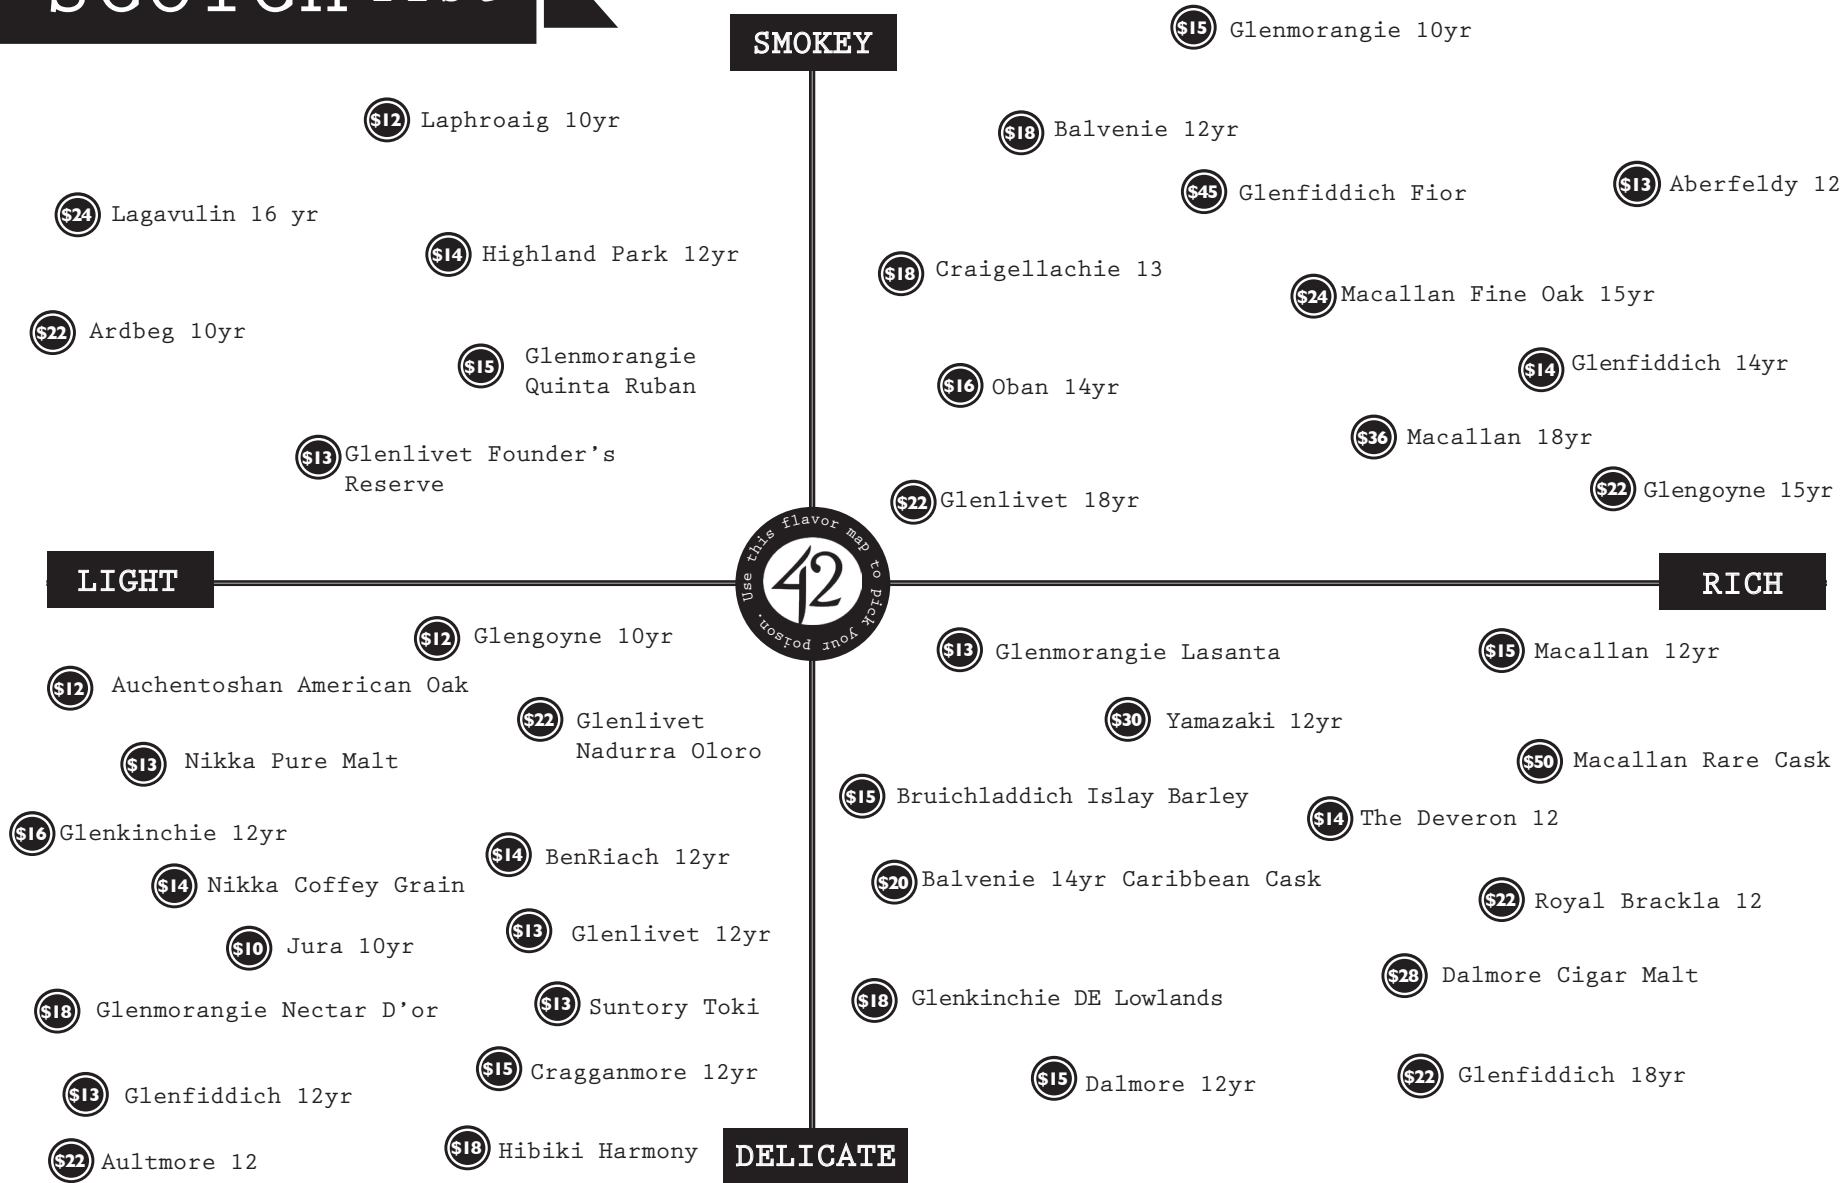 SMOKEY
$15 Glenmorangie 10yr
$12 Laphroaig 10yr
$18 Balvenie 12yr
$45 Glenfiddich Fior
$13 Aberfeldy 12
$24 Lagavulin 16 yr
$14 Highland Park 12yr
$18 Craigellachie 13
$24 Macallan Fine Oak 15yr
$22 Ardbeg 10yr
$15 Glenmorangie
Quinta Ruban
$16 Oban 14yr
$14 Glenfiddich 14yr
$36 Macallan 18yr
$13 Glenlivet Founder’s
Reserve
$22 Glenlivet 18yr
$22 Glengoyne 15yr
Use this flavor map to pick your poison.
42
LIGHT
RICH
$12 Glengoyne 10yr
$13 Glenmorangie Lasanta
$15 Macallan 12yr
$12 Auchentoshan American Oak
$22 Glenlivet
Nadurra Oloro
$30 Yamazaki 12yr
$13 Nikka Pure Malt
$50 Macallan Rare Cask
$15 Bruichladdich Islay Barley
$14 The Deveron 12
$16 Glenkinchie 12yr
$14 BenRiach 12yr
$14 Nikka Coffey Grain
$20 Balvenie 14yr Caribbean Cask
$22 Royal Brackla 12
$13 Glenlivet 12yr
$10 Jura 10yr
$28 Dalmore Cigar Malt
$18 Glenmorangie Nectar D’or
$13 Suntory Toki
$18 Glenkinchie DE Lowlands
$15 Cragganmore 12yr
$15 Dalmore 12yr
$22 Glenfiddich 18yr
$13 Glenfiddich 12yr
$18 Hibiki Harmony
$22 Aultmore 12
DELICATE